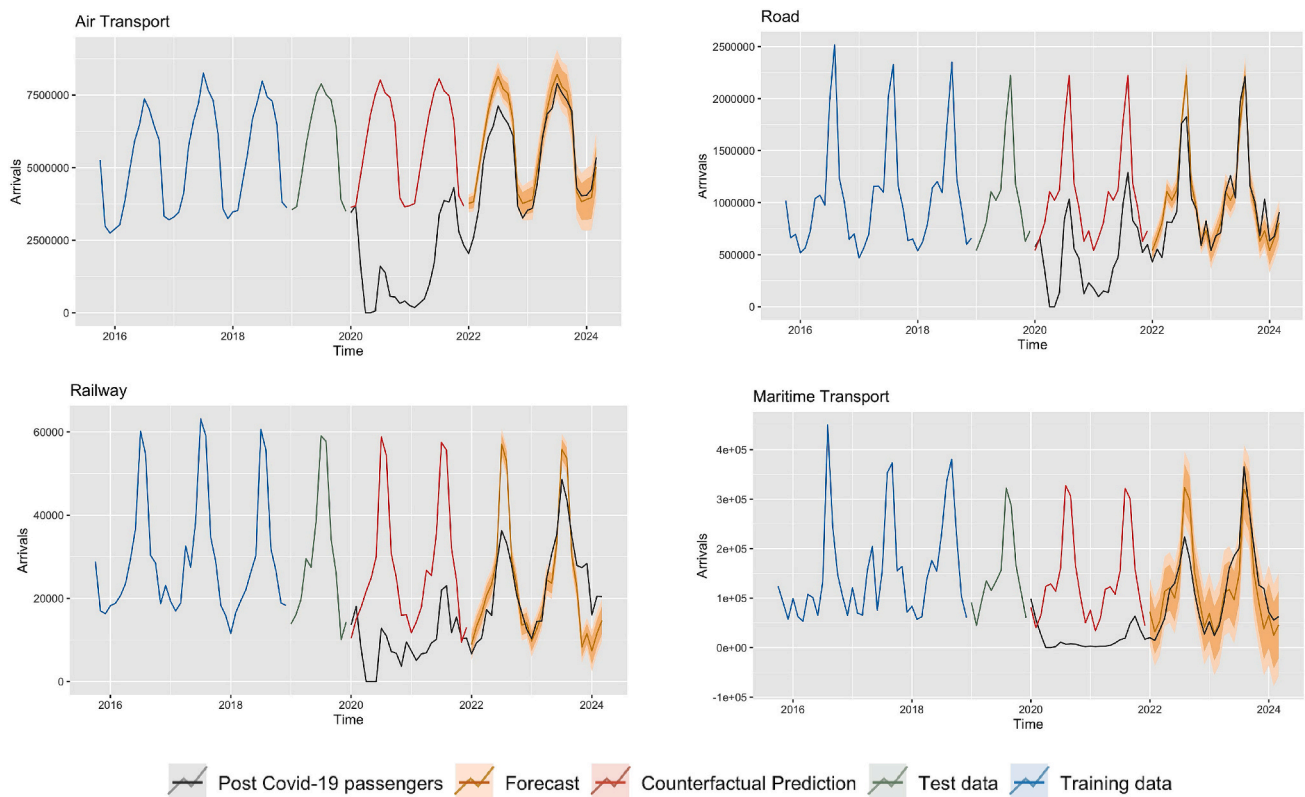 Air Transport
7500000
5000000
2500000
0
Arrivals
2016
2018
2020
2022
2024
Time
Road
2500000
2000000
1500000
1000000
500000
0
Arrivals
2016
2018
2020
2022
2024
Time
Railway
60000
40000
20000
0
Arrivals
2016
2018
2020
2022
2024
Time
Maritime Transport
4e+05
3e+05
2e+05
1e+05
0e+00
-1e+05
Arrivals
2016
2018
2020
2022
2024
Time
Post Covid-19 passengers Forecast Counterfactual Prediction Test data Training data